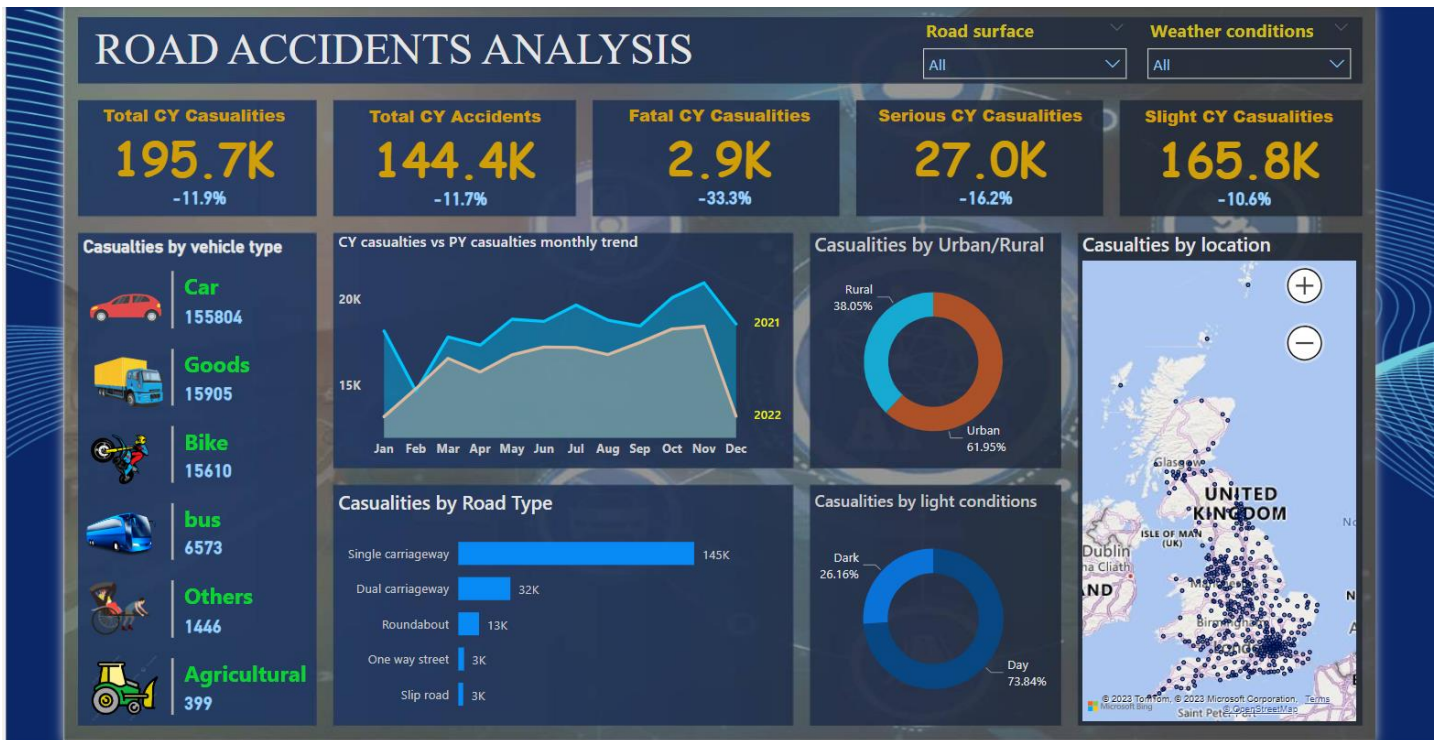 ROAD ACCIDENTS ANALYSIS
Road surface
All
Weather conditions
All
Total CY Casualities
195.7K
-11.9%
Total CY Accidents
144.4K
-11.7%
Fatal CY Casualities
2.9K
-33.3%
Serious CY Casualities
27.0K
-16.2%
Slight CY Casualities
165.8K
-10.6%
Casualties by vehicle type
Car
155804
Goods
15905
Bike
15610
bus
6573
Others
1446
Agricultural
399
CY casualties vs PY casualties monthly trend
20K
15K
2021
2022
Jan Feb Mar Apr May Jun Jul Aug Sep Oct Nov Dec
Casualities by Road Type
Single carriageway 145K
Dual carriageway 32K
Roundabout 13K
One way street 3K
Slip road 3K
Casualities by Urban/Rural
Rural
38.05%
Urban
61.95%
Casualities by light conditions
Dark
26.16%
Day
73.84%
Casualties by location
Glasgow
UNITED
KINGDOM
ISLE OF MAN
(UK)
Dublin
na Cliath
AND
Birmingham
London
© 2023 TomTom, © 2023 Microsoft Corporation, Terms
© OpenStreetMap
Microsoft Bing
Saint Peter Port